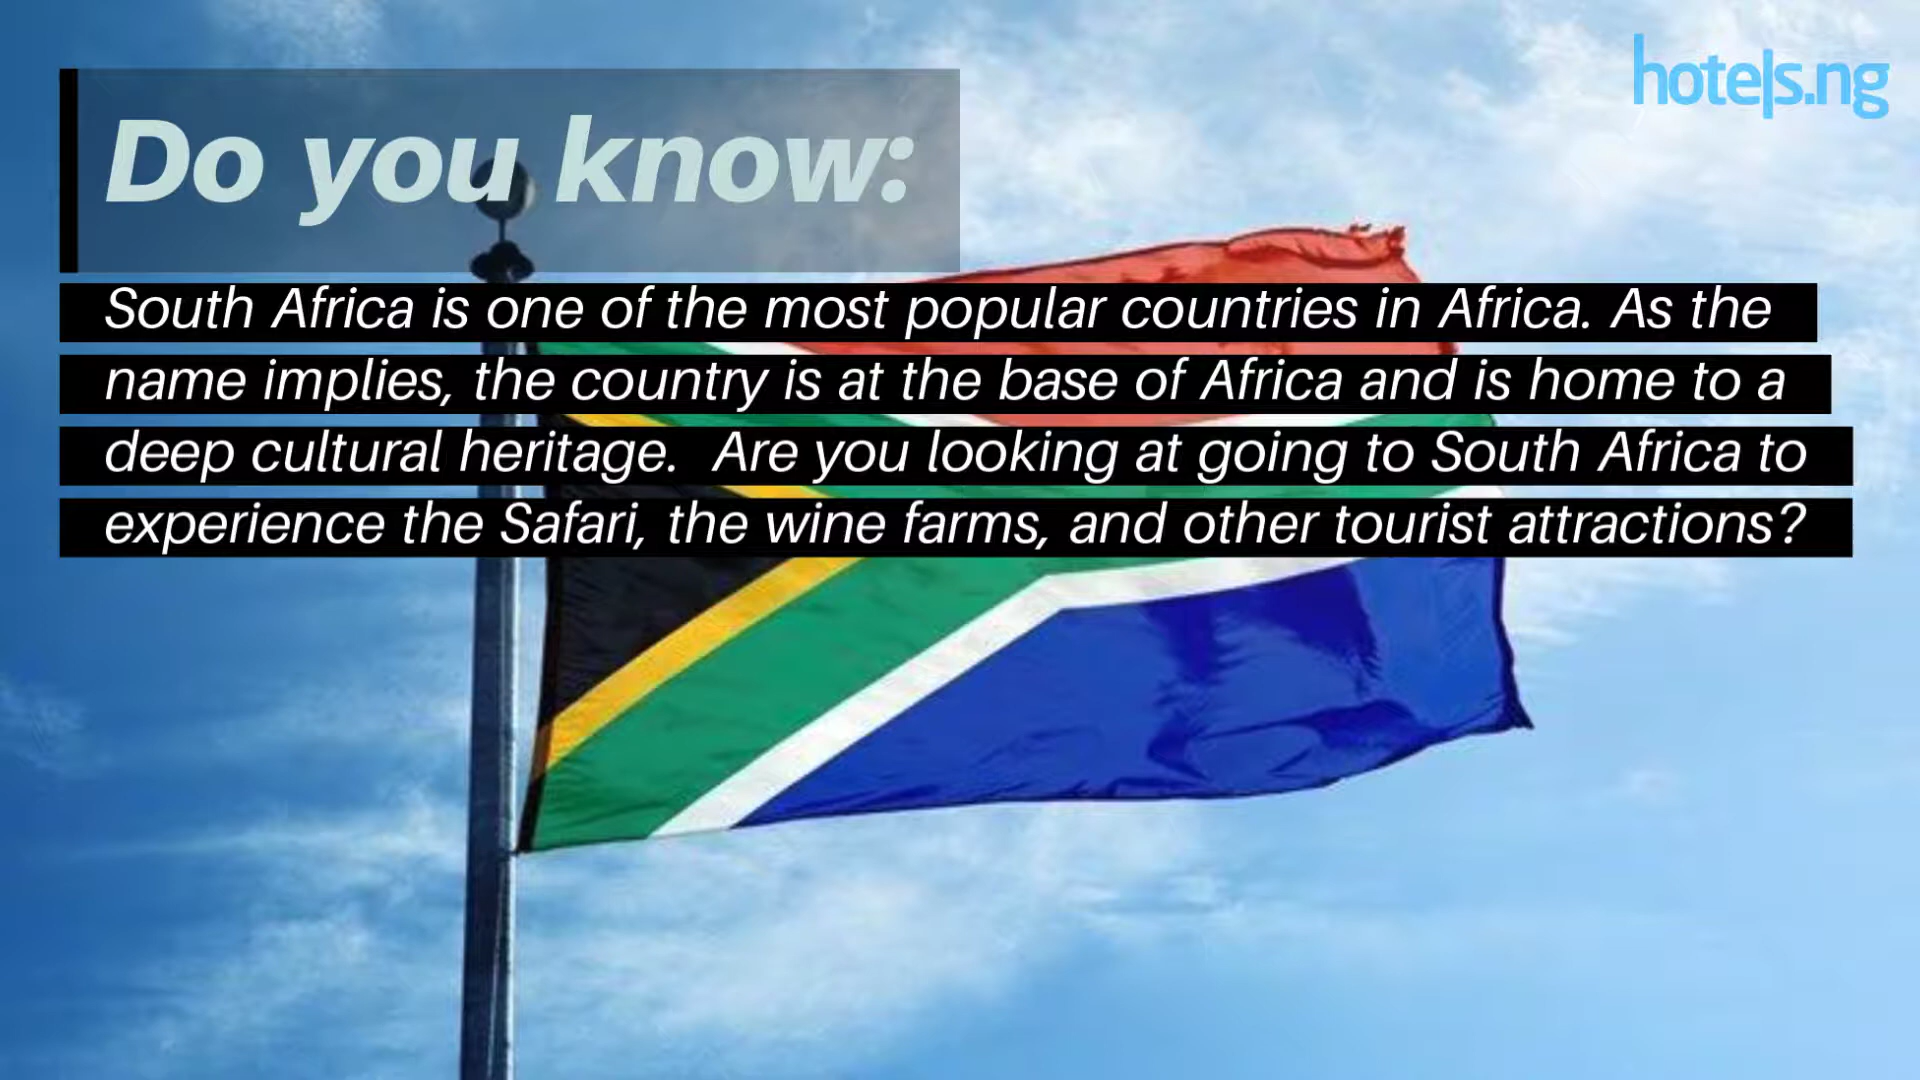 hotels.ng
Do you know:
South Africa is one of the most popular countries in Africa. As the
name implies, the country is at the base of Africa and is home to a
deep cultural heritage.  Are you looking at going to South Africa to
experience the Safari, the wine farms, and other tourist attractions?